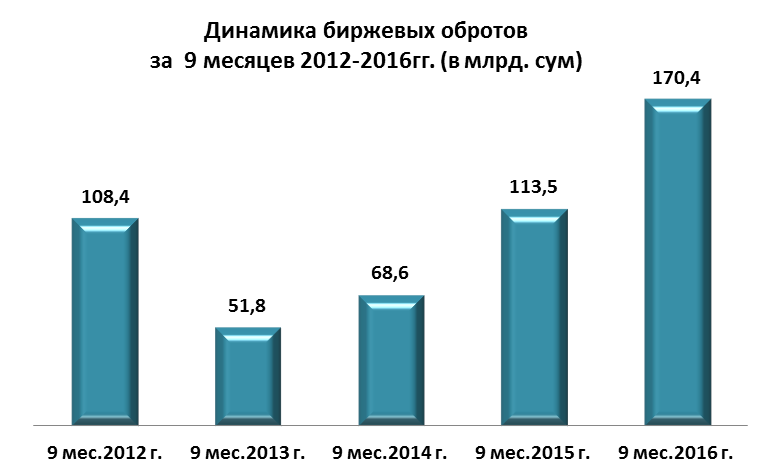 Динамика биржевых обротов
за  9 месяцев 2012-2016гг. (в млрд. сум)
170,4
108,4
113,5
68,6
51,8
9 мес.2012 г.
9 мес.2013 г.
9 мес.2014 г.
9 мес.2015 г.
9 мес.2016 г.